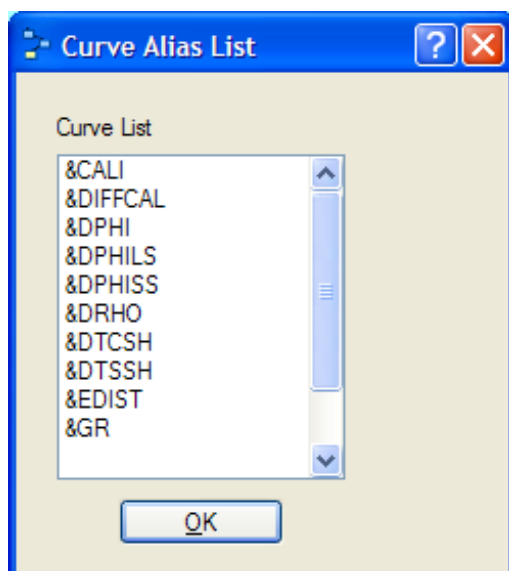 Curve Alias List
Curve List
&CALI
&DIFFCAL
&DPHI
&DPHILS
&DPHISS
&DRHO
&DTCSH
&DTSSH
&EDIST
&GR
OK